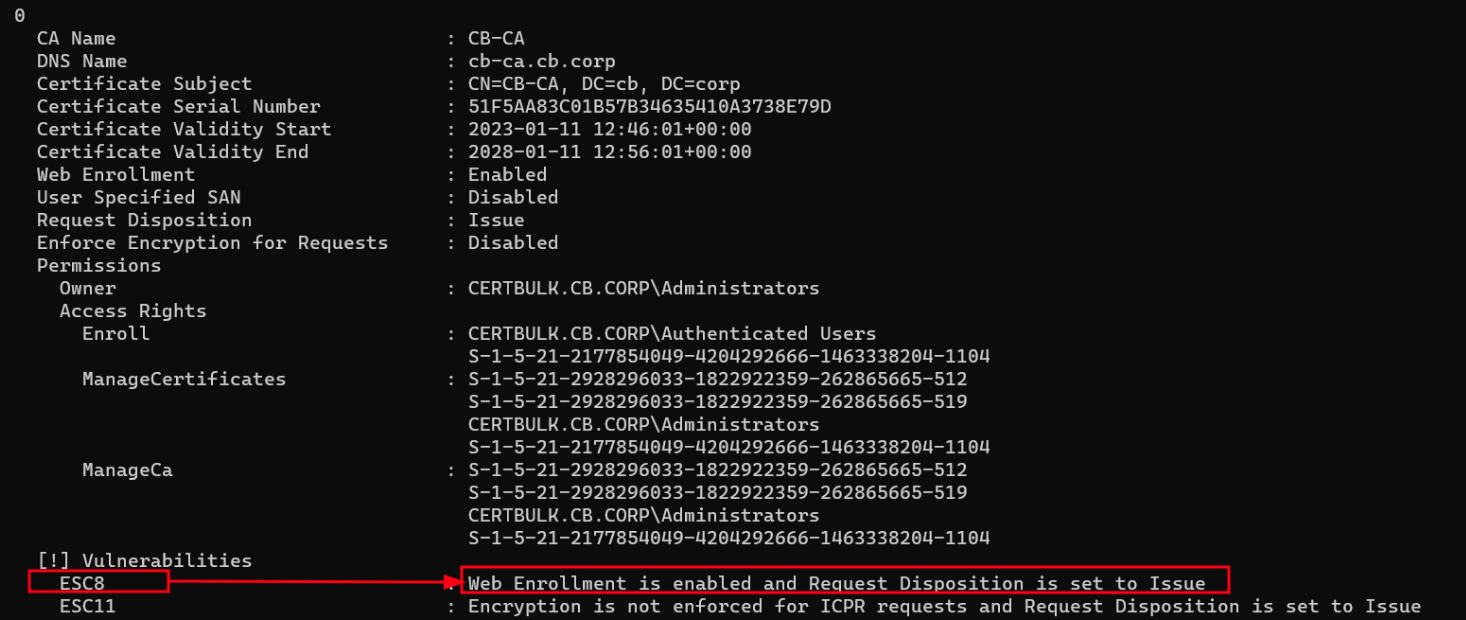 0
CA Name : CB-CA
DNS Name : cb-ca.cb.corp
Certificate Subject : CN=CB-CA, DC=cb, DC=corp
Certificate Serial Number : 51F5AA83C01B57B34635410A3738E79D
Certificate Validity Start : 2023-01-11 12:46:01+00:00
Certificate Validity End : 2028-01-11 12:56:01+00:00
Web Enrollment : Enabled
User Specified SAN : Disabled
Request Disposition : Issue
Enforce Encryption for Requests : Disabled
Permissions
Owner : CERTBULK.CB.CORP\Administrators
Access Rights
Enroll : CERTBULK.CB.CORP\Authenticated Users
S-1-5-21-2177854049-4204292666-1463338204-1104
ManageCertificates : S-1-5-21-2928296033-1822922359-262865665-512
S-1-5-21-2928296033-1822922359-262865665-519
CERTBULK.CB.CORP\Administrators
S-1-5-21-2177854049-4204292666-1463338204-1104
ManageCa : S-1-5-21-2928296033-1822922359-262865665-512
S-1-5-21-2928296033-1822922359-262865665-519
CERTBULK.CB.CORP\Administrators
S-1-5-21-2177854049-4204292666-1463338204-1104
[!] Vulnerabilities
ESC8 : Web Enrollment is enabled and Request Disposition is set to Issue
ESC11 : Encryption is not enforced for ICPR requests and Request Disposition is set to Issue